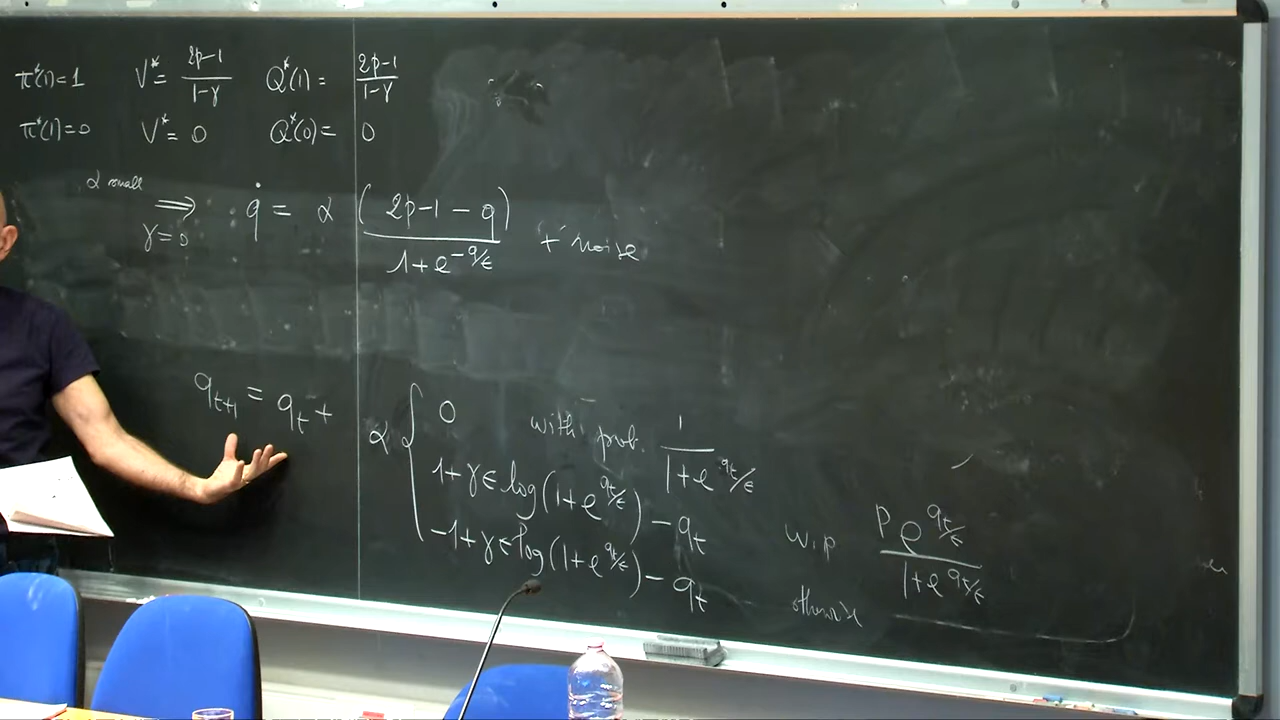 π*(1)=1 V* = (2p-1)/(1-γ) Q*(1) = (2p-1)/(1-γ)
π*(1)=0 V* = 0 Q*(0) = 0
α small
⇒ q̇ = α (2p-1-q)/(1+e^{-q/ε}) + noise
γ=0
q_{t+1} = q_t + α { 0 with prob. 1/(1+e^{q_t/ε})
1+γε log(1+e^{q_t/ε}) - q_t w.p p e^{q_t/ε}/(1+e^{q_t/ε})
-1+γε log(1+e^{q_t/ε}) - q_t otherwise